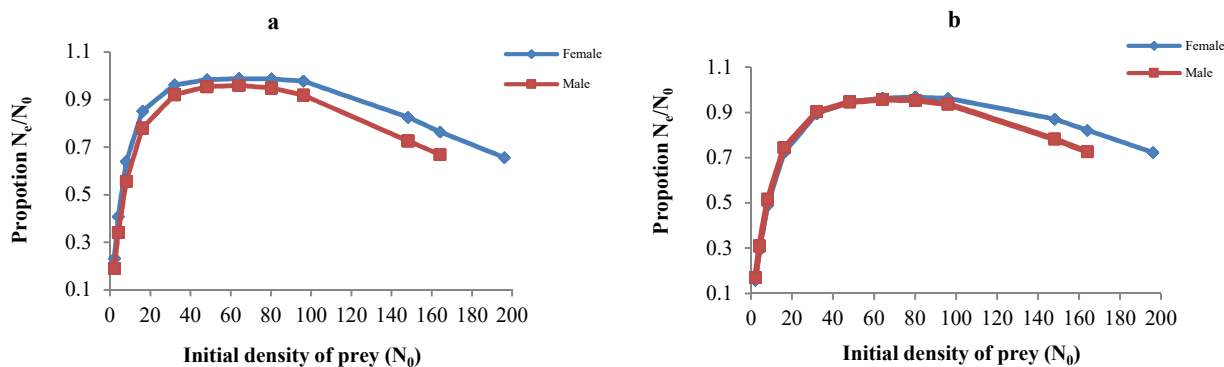 a
Propotion Ne/N0
1.1
0.9
0.7
0.5
0.3
0.1
0 20 40 60 80 100 120 140 160 180 200
Initial density of prey (N0)
Female
Male
b
Propotion Ne/N0
1.1
0.9
0.7
0.5
0.3
0.1
0 20 40 60 80 100 120 140 160 180 200
Initial density of prey (N0)
Female
Male